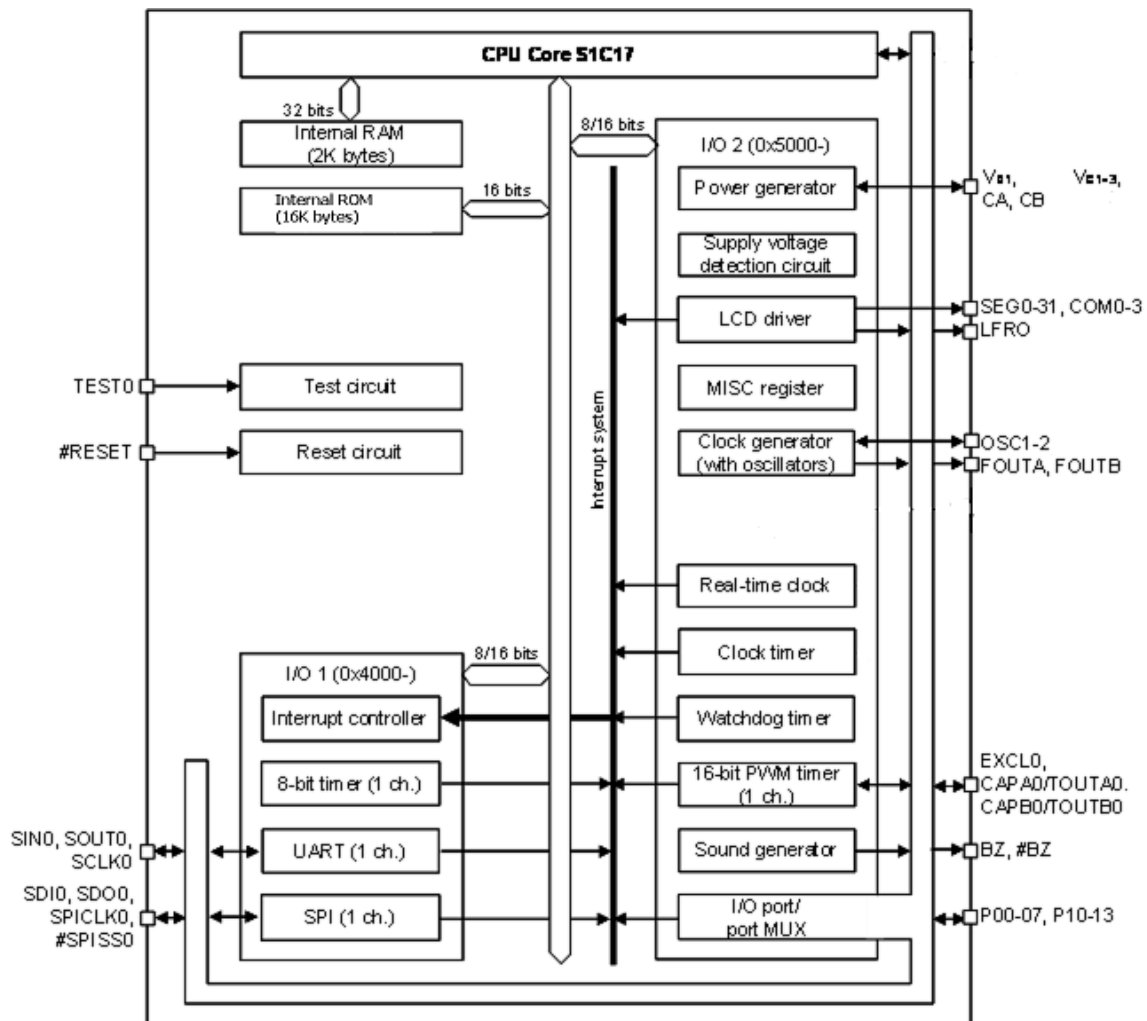 CPU Core S1C17
32 bits
Internal RAM
(2K bytes)
8/16 bits
I/O 2 (0x5000-)
Internal ROM
(16K bytes)
16 bits
Power generator
CA, CB
Supply voltage
detection circuit
LCD driver
SEG0-31, COM0-3
LFRO
TEST0
Test circuit
MISC register
#RESET
Reset circuit
Interrupt system
Clock generator
(with oscillators)
OSC1-2
FOUTA, FOUTB
Real-time clock
Clock timer
8/16 bits
I/O 1 (0x4000-)
Interrupt controller
Watchdog timer
8-bit timer (1 ch.)
16-bit PWM timer
(1 ch.)
EXCL0,
CAPA0/TOUTA0.
CAPB0/TOUTB0
SIN0, SOUT0,
SCLK0
UART (1 ch.)
Sound generator
BZ, #BZ
SDI0, SDO0,
SPICLK0,
#SPISS0
SPI (1 ch.)
I/O port/
port MUX
P00-07, P10-13